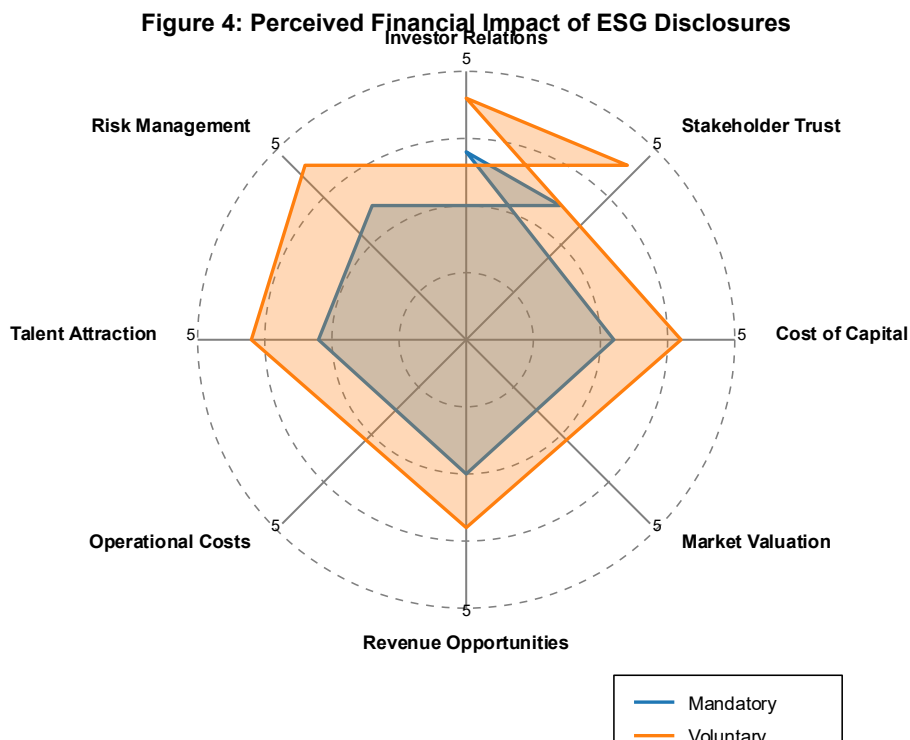 Figure 4: Perceived Financial Impact of ESG Disclosures
Investor Relations
5
Risk Management
5
5
Stakeholder Trust
Talent Attraction
5
5
Cost of Capital
Operational Costs
5
5
Market Valuation
5
Revenue Opportunities
Mandatory
Voluntary